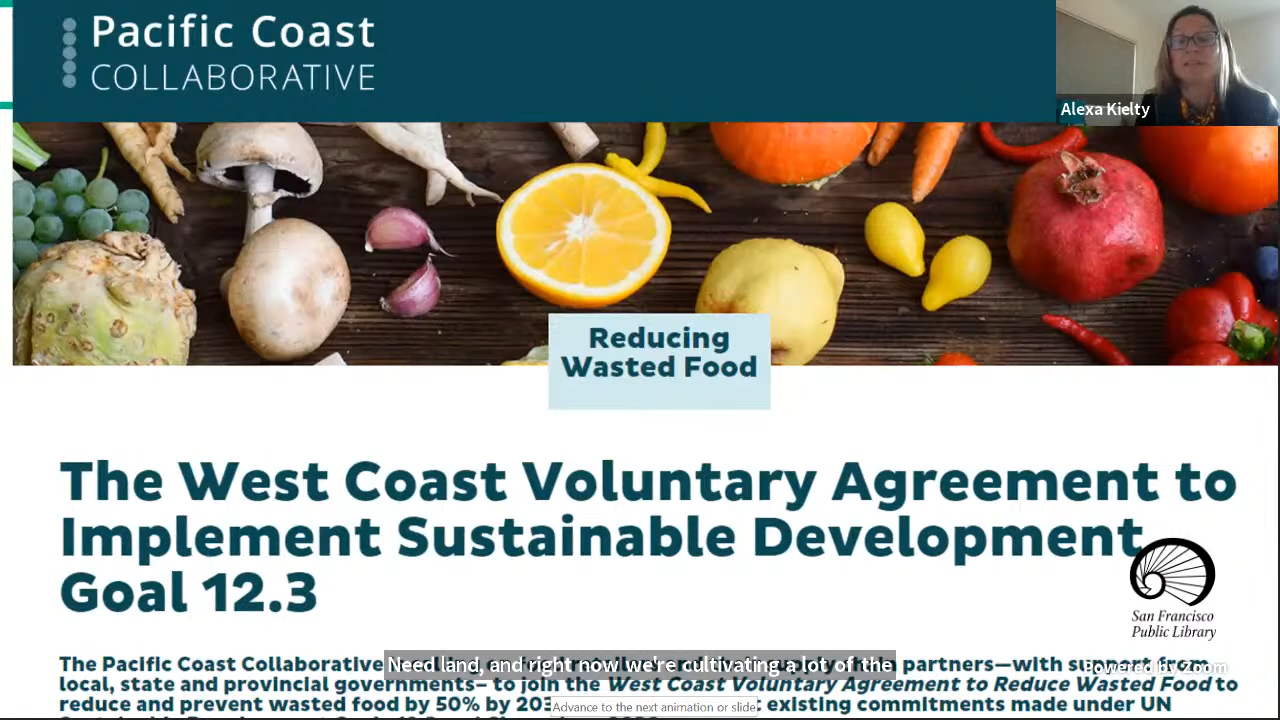 Pacific Coast
COLLABORATIVE
Alexa Kielty
Reducing
Wasted Food
The West Coast Voluntary Agreement to
Implement Sustainable Development
Goal 12.3
San Francisco
Public Library
The Pacific Coast Collaborative
partners—with
local, state and provincial governments– to join the West Coast Voluntary Agreement to Reduce Wasted Food to
reduce and prevent wasted food by 50% by
existing commitments made under UN
Need land, and right now we're cultivating a lot of the
Powered by Zoom
Advance to the next animation or slide